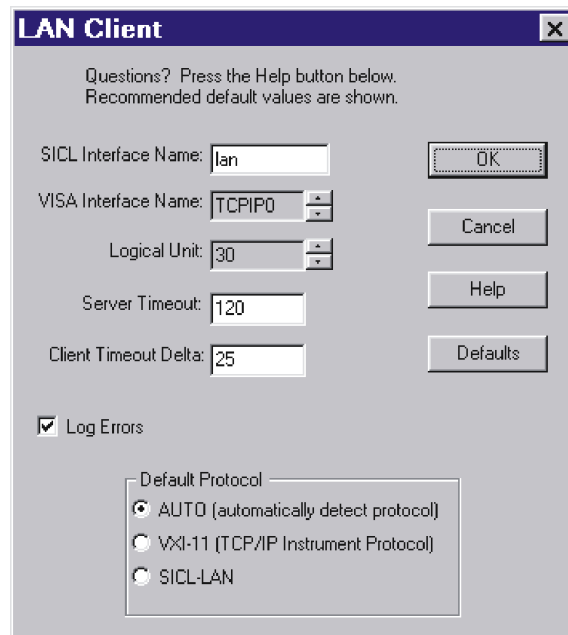 LAN Client
Questions? Press the Help button below.
Recommended default values are shown.
SICL Interface Name: lan
OK
VISA Interface Name: TCPIP0
Cancel
Logical Unit: 30
Server Timeout: 120
Help
Client Timeout Delta: 25
Defaults
Log Errors
Default Protocol
AUTO (automatically detect protocol)
VXI-11 (TCP/IP Instrument Protocol)
SICL-LAN